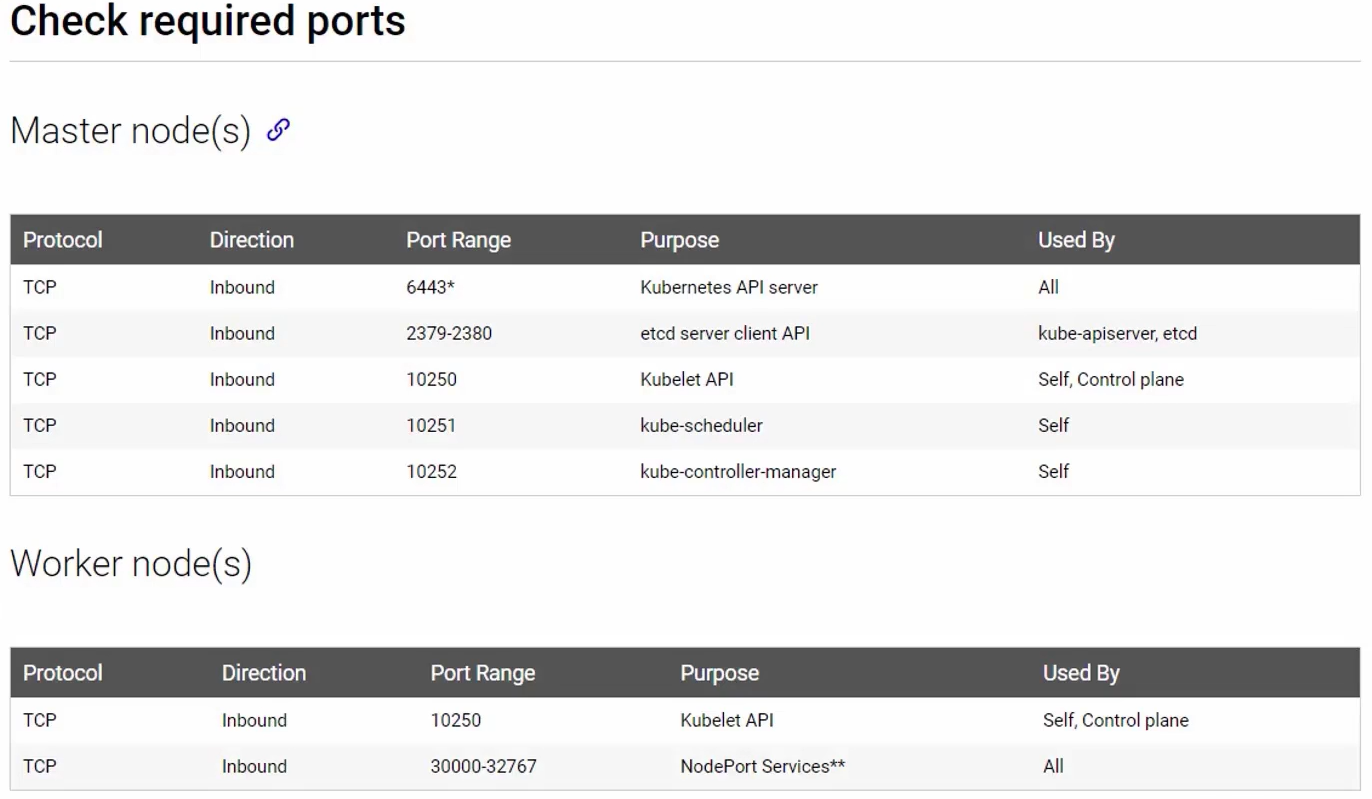 Check required ports
Master node(s)
Protocol Direction Port Range Purpose Used By
TCP Inbound 6443* Kubernetes API server All
TCP Inbound 2379-2380 etcd server client API kube-apiserver, etcd
TCP Inbound 10250 Kubelet API Self, Control plane
TCP Inbound 10251 kube-scheduler Self
TCP Inbound 10252 kube-controller-manager Self
Worker node(s)
Protocol Direction Port Range Purpose Used By
TCP Inbound 10250 Kubelet API Self, Control plane
TCP Inbound 30000-32767 NodePort Services** All